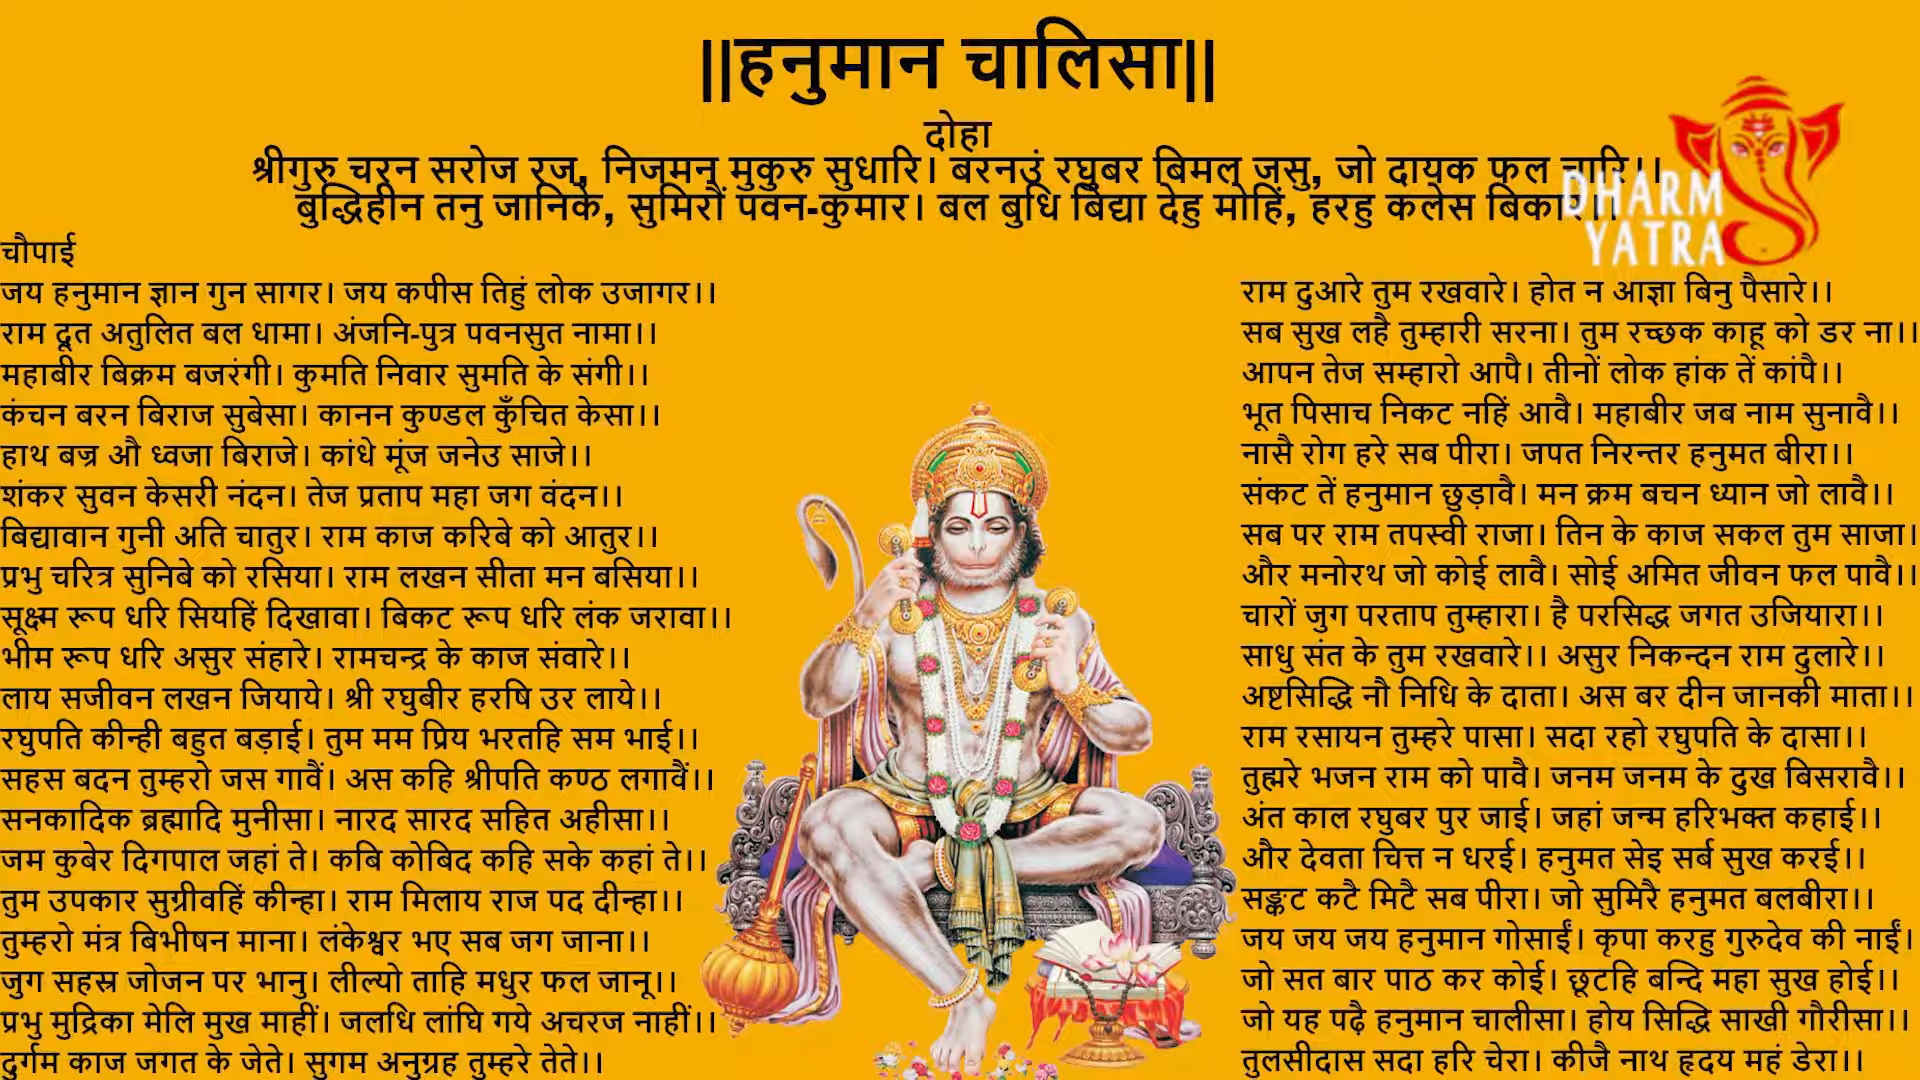 ||हनुमान चालिसा||
दोहा
श्रीगुरु चरन सरोज रज, निजमन मुकुरु सुधारि। बरनउं रघुबर बिमल जसु, जो दायक फल चारि।।
बुद्धिहीन तनु जानिके, सुमिरौं पवन-कुमार। बल बुधि बिद्या देहु मोहिं, हरहु कलेस बिकार।।
DHARM
YATRA
चौपाई
जय हनुमान ज्ञान गुन सागर। जय कपीस तिहुं लोक उजागर।।
राम दूत अतुलित बल धामा। अंजनि-पुत्र पवनसुत नामा।।
महाबीर बिक्रम बजरंगी। कुमति निवार सुमति के संगी।।
कंचन बरन बिराज सुबेसा। कानन कुण्डल कुँचित केसा।।
हाथ बज्र औ ध्वजा बिराजे। कांधे मूंज जनेउ साजे।।
शंकर सुवन केसरी नंदन। तेज प्रताप महा जग वंदन।।
बिद्यावान गुनी अति चातुर। राम काज करिबे को आतुर।।
प्रभु चरित्र सुनिबे को रसिया। राम लखन सीता मन बसिया।।
सूक्ष्म रूप धरि सियहिं दिखावा। बिकट रूप धरि लंक जरावा।।
भीम रूप धरि असुर संहारे। रामचन्द्र के काज संवारे।।
लाय सजीवन लखन जियाये। श्री रघुबीर हरषि उर लाये।।
रघुपति कीन्ही बहुत बड़ाई। तुम मम प्रिय भरतहि सम भाई।।
सहस बदन तुम्हरो जस गावैं। अस कहि श्रीपति कण्ठ लगावैं।।
सनकादिक ब्रह्मादि मुनीसा। नारद सारद सहित अहीसा।।
जम कुबेर दिगपाल जहां ते। कबि कोबिद कहि सके कहां ते।।
तुम उपकार सुग्रीवहिं कीन्हा। राम मिलाय राज पद दीन्हा।।
तुम्हरो मंत्र बिभीषन माना। लंकेश्वर भए सब जग जाना।।
जुग सहस्र जोजन पर भानु। लील्यो ताहि मधुर फल जानू।।
प्रभु मुद्रिका मेलि मुख माहीं। जलधि लांघि गये अचरज नाहीं।।
दुर्गम काज जगत के जेते। सुगम अनुग्रह तुम्हरे तेते।।
राम दुआरे तुम रखवारे। होत न आज्ञा बिनु पैसारे।।
सब सुख लहै तुम्हारी सरना। तुम रच्छक काहू को डर ना।।
आपन तेज सम्हारो आपै। तीनों लोक हांक तें कांपै।।
भूत पिसाच निकट नहिं आवै। महाबीर जब नाम सुनावै।।
नासै रोग हरे सब पीरा। जपत निरन्तर हनुमत बीरा।।
संकट तें हनुमान छुड़ावै। मन क्रम बचन ध्यान जो लावै।।
सब पर राम तपस्वी राजा। तिन के काज सकल तुम साजा।
और मनोरथ जो कोई लावै। सोई अमित जीवन फल पावै।।
चारों जुग परताप तुम्हारा। है परसिद्ध जगत उजियारा।।
साधु संत के तुम रखवारे।। असुर निकन्दन राम दुलारे।।
अष्टसिद्धि नौ निधि के दाता। अस बर दीन जानकी माता।।
राम रसायन तुम्हरे पासा। सदा रहो रघुपति के दासा।।
तुह्मरे भजन राम को पावै। जनम जनम के दुख बिसरावै।।
अंत काल रघुबर पुर जाई। जहां जन्म हरिभक्त कहाई।।
और देवता चित्त न धरई। हनुमत सेइ सर्ब सुख करई।।
सङ्कट कटै मिटै सब पीरा। जो सुमिरै हनुमत बलबीरा।।
जय जय जय हनुमान गोसाईं। कृपा करहु गुरुदेव की नाईं।
जो सत बार पाठ कर कोई। छूटहि बन्दि महा सुख होई।।
जो यह पढ़ै हनुमान चालीसा। होय सिद्धि साखी गौरीसा।।
तुलसीदास सदा हरि चेरा। कीजै नाथ हृदय महं डेरा।।